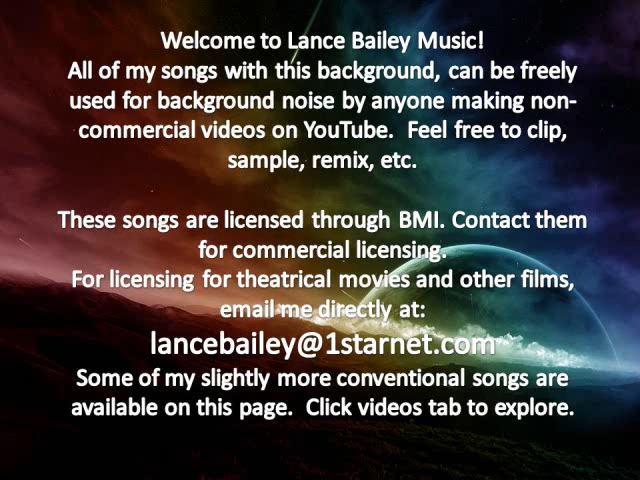 Welcome to Lance Bailey Music!
All of my songs with this background, can be freely
used for background noise by anyone making non-
commercial videos on YouTube.  Feel free to clip,
sample, remix, etc.
These songs are licensed through BMI. Contact them
for commercial licensing.
For licensing for theatrical movies and other films,
email me directly at:
lancebailey@1starnet.com
Some of my slightly more conventional songs are
available on this page.  Click videos tab to explore.